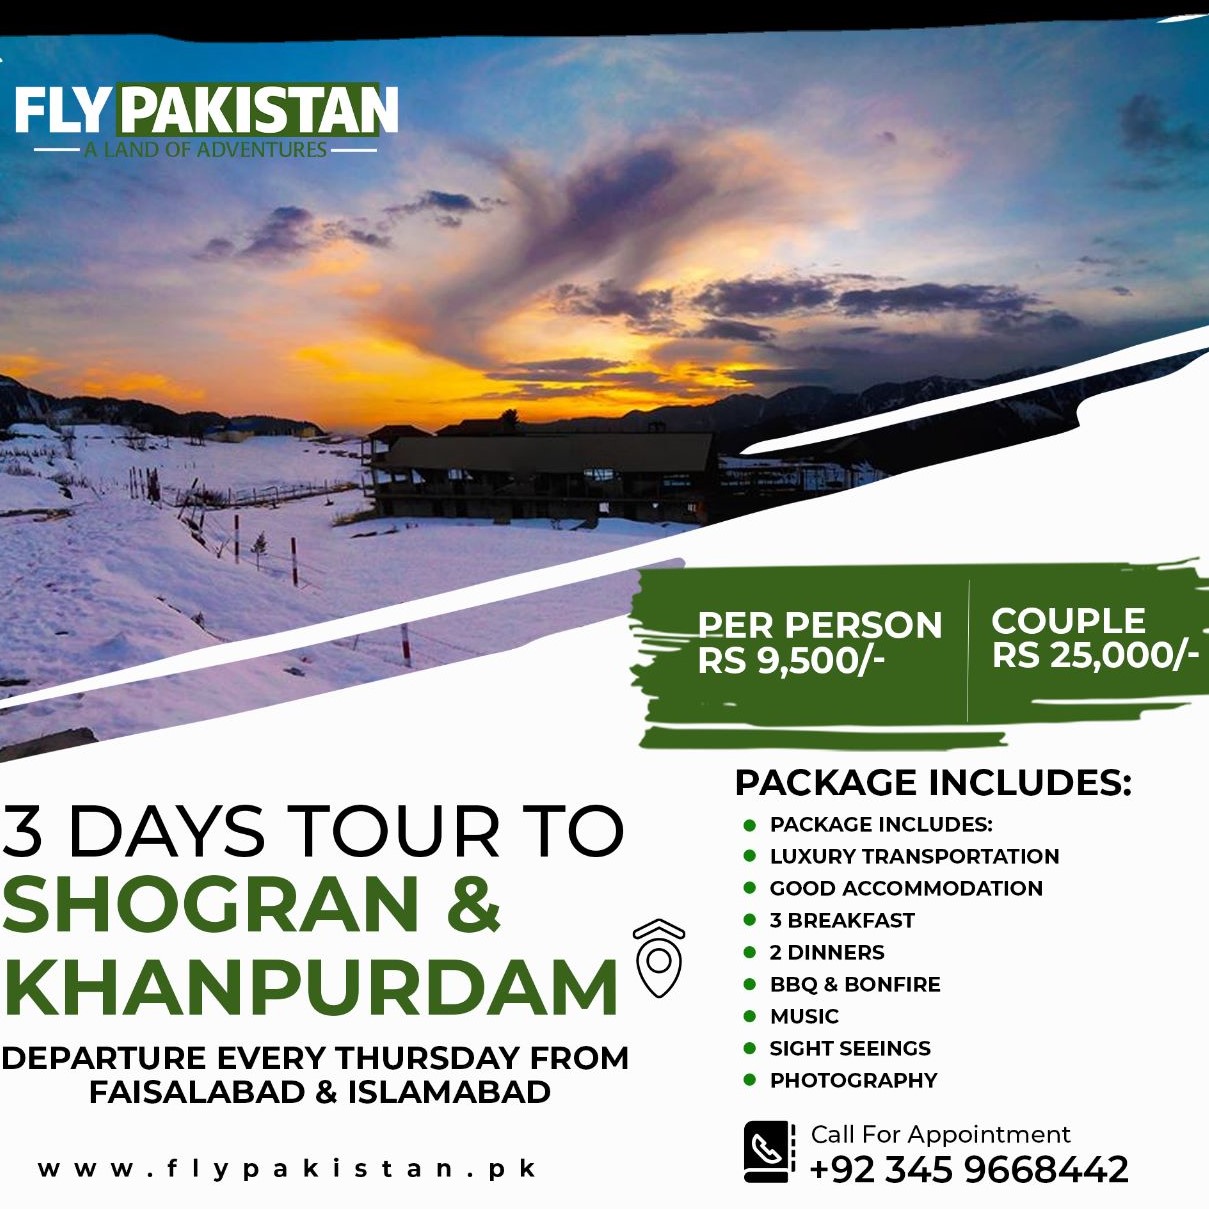 FLYPAKISTAN
A LAND OF ADVENTURES
PER PERSON
RS 9,500/-
COUPLE
RS 25,000/-
3 DAYS TOUR TO
SHOGRAN &
KHANPURDAM
DEPARTURE EVERY THURSDAY FROM
FAISALABAD & ISLAMABAD
www.flypakistan.pk
PACKAGE INCLUDES:
PACKAGE INCLUDES:
LUXURY TRANSPORTATION
GOOD ACCOMMODATION
3 BREAKFAST
2 DINNERS
BBQ & BONFIRE
MUSIC
SIGHT SEEINGS
PHOTOGRAPHY
Call For Appointment
+92 345 9668442